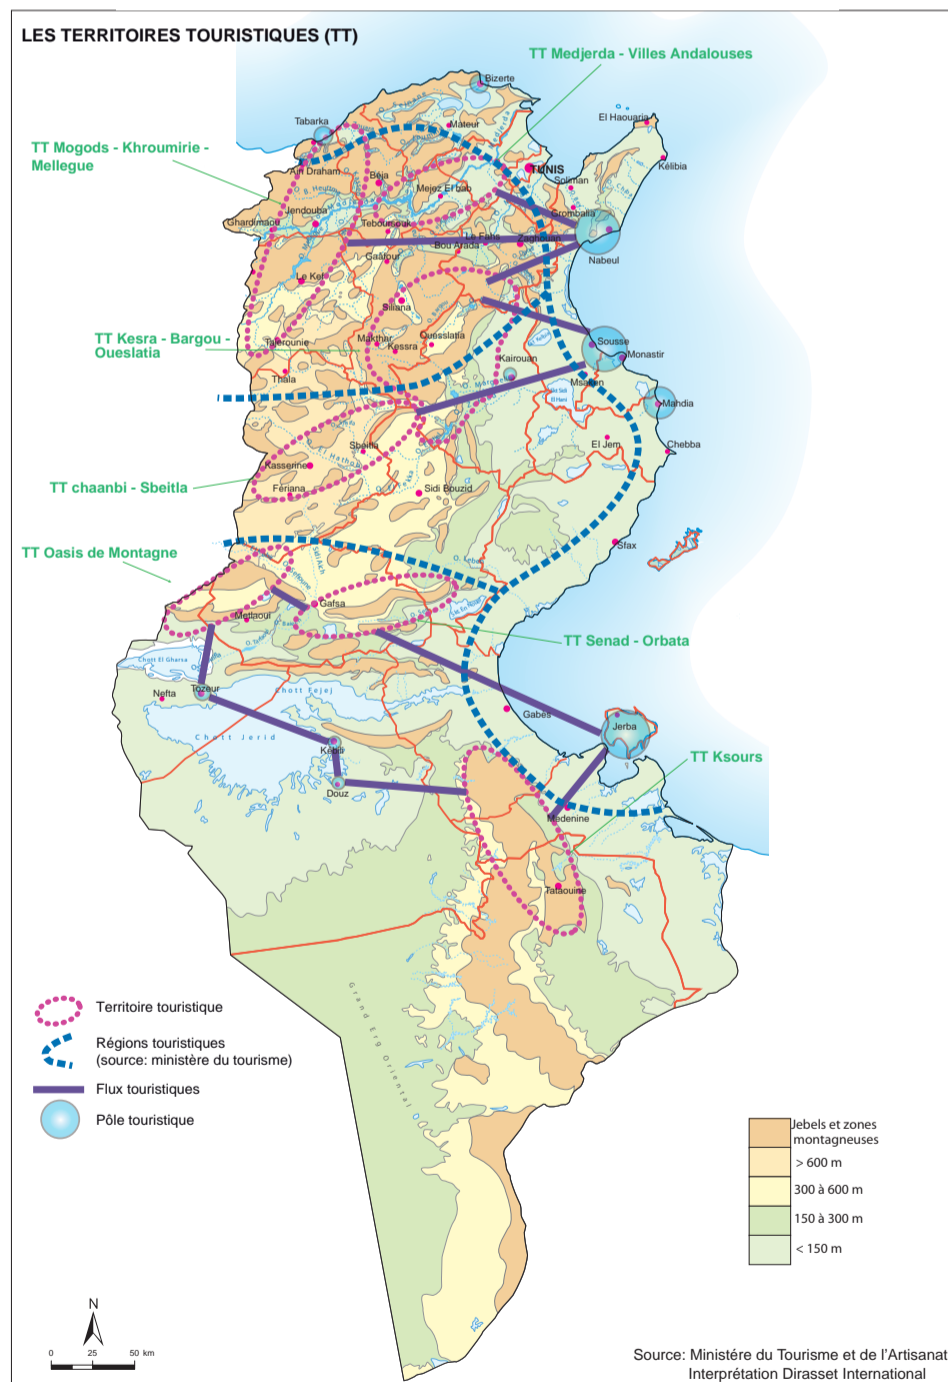 LES TERRITOIRES TOURISTIQUES (TT)
TT Medjerda - Villes Andalouses
Bizerte
Tabarka
Mateur
El Haouaria
TT Mogods - Khroumirie -
Mellegue
Ain Draham
Béja
TUNIS
Soliman
Kélibia
Mejez El bab
Jendouba
Ghardimaou
Teboursouk
Gromballa
Le Fahs
Bou Arada
Zaghouan
Gaafour
Nabeul
Le Kef
Siliana
TT Kesra - Bargou -
Oueslatia
Makthar
Kessra
Ouesslatia
Sousse
Monastir
Tajerouine
Kairouan
Thala
Msaken
Mahdia
El Jem
Chebba
Sbeitla
Kasserine
TT chaanbi - Sbeitla
Fériana
Sidi Bouzid
Sfax
TT Oasis de Montagne
O. Leben
Gafsa
Metlaoui
TT Senad - Orbata
Chott El Gharsa
Nefta
Tozeur
Chott Fejej
Gabès
Chott Jerid
Jerba
Kébili
TT Ksours
Douz
Medenine
Tataouine
Grand Erg Oriental
Territoire touristique
Régions touristiques
(source: ministère du tourisme)
Flux touristiques
Pôle touristique
Jebels et zones
montagneuses
> 600 m
300 à 600 m
150 à 300 m
< 150 m
N
0 25 50 km
Source: Ministére du Tourisme et de l'Artisanat
Interprétation Dirasset International